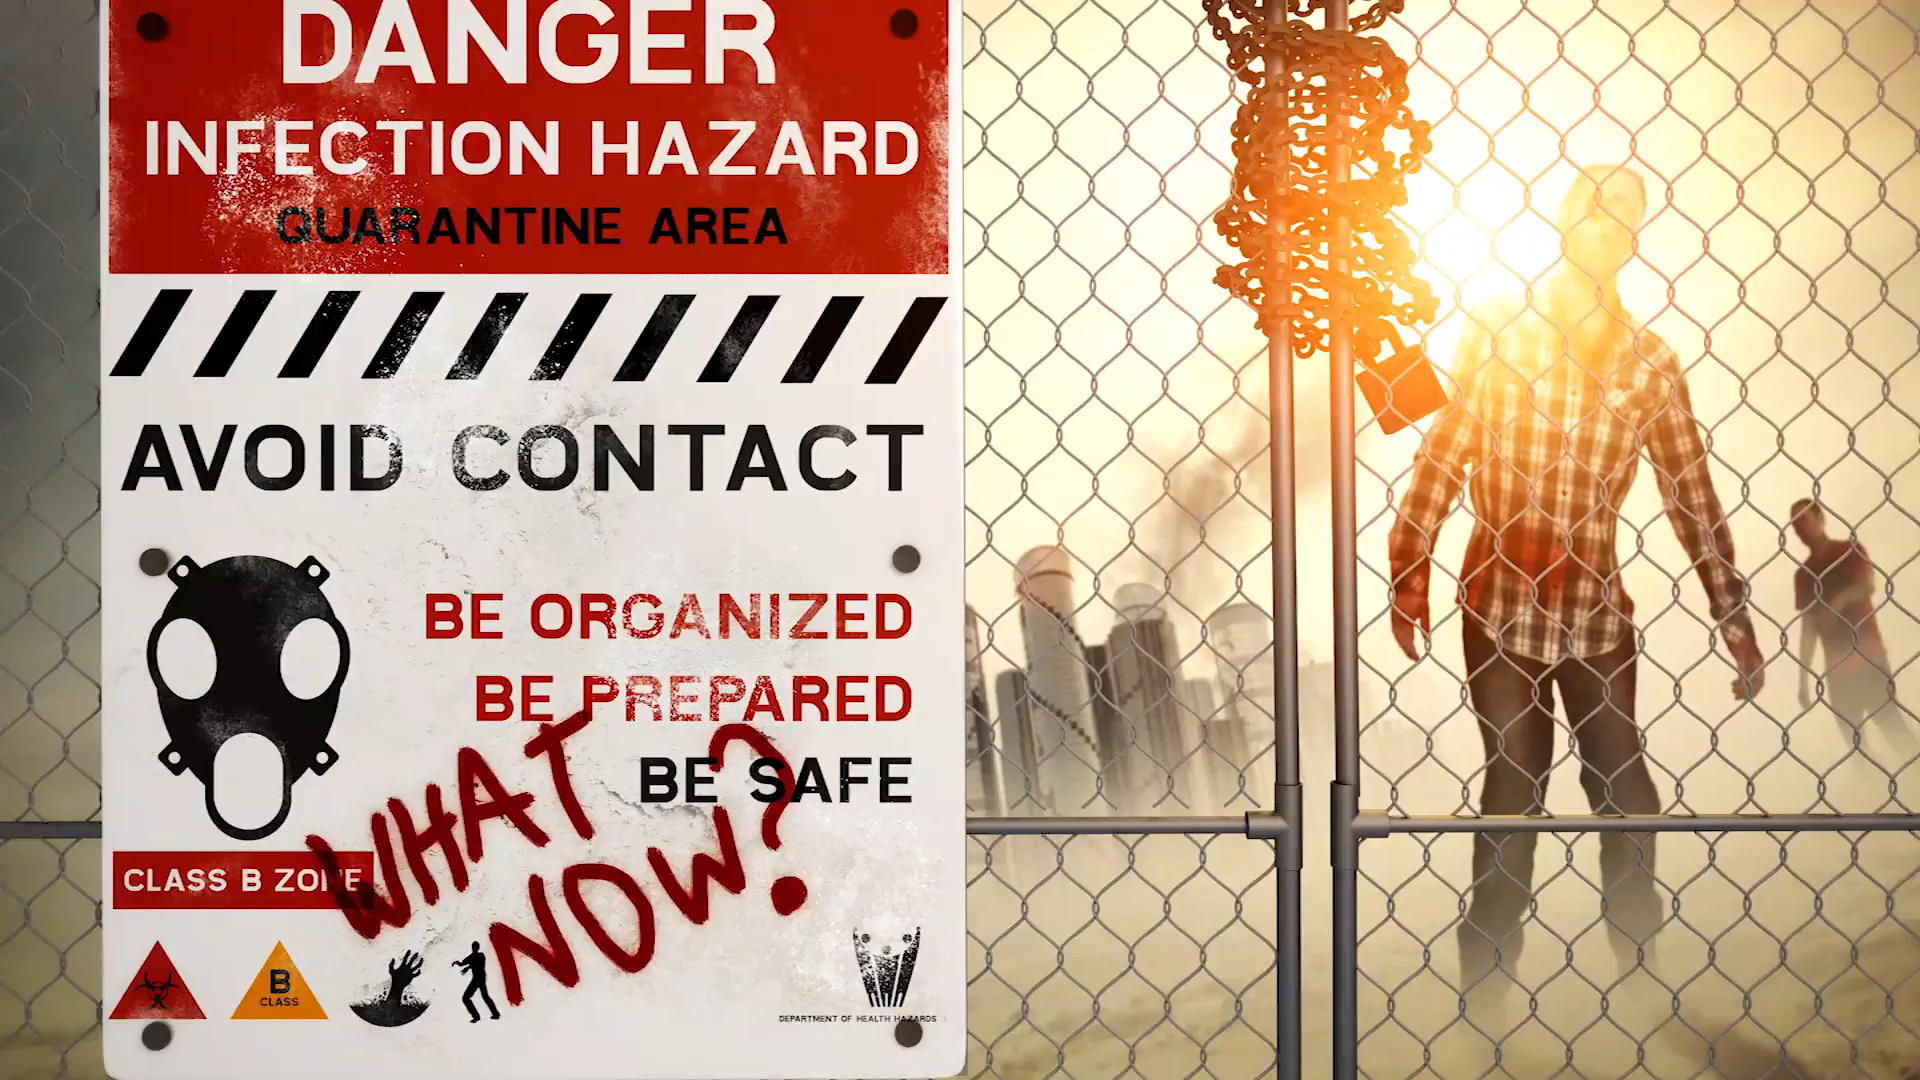 DANGER
INFECTION HAZARD
QUARANTINE AREA
AVOID CONTACT
BE ORGANIZED
BE PREPARED
BE SAFE
WHAT
NOW?
CLASS B ZONE
B
CLASS
DEPARTMENT OF HEALTH HAZARDS